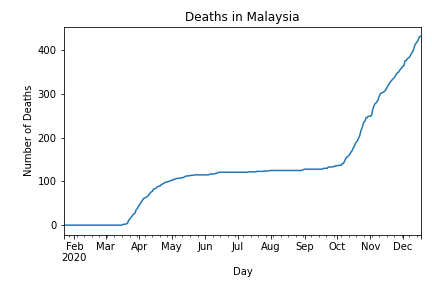 Deaths in Malaysia
Number of Deaths
400
300
200
100
0
Feb Mar Apr May Jun Jul Aug Sep Oct Nov Dec
2020
Day